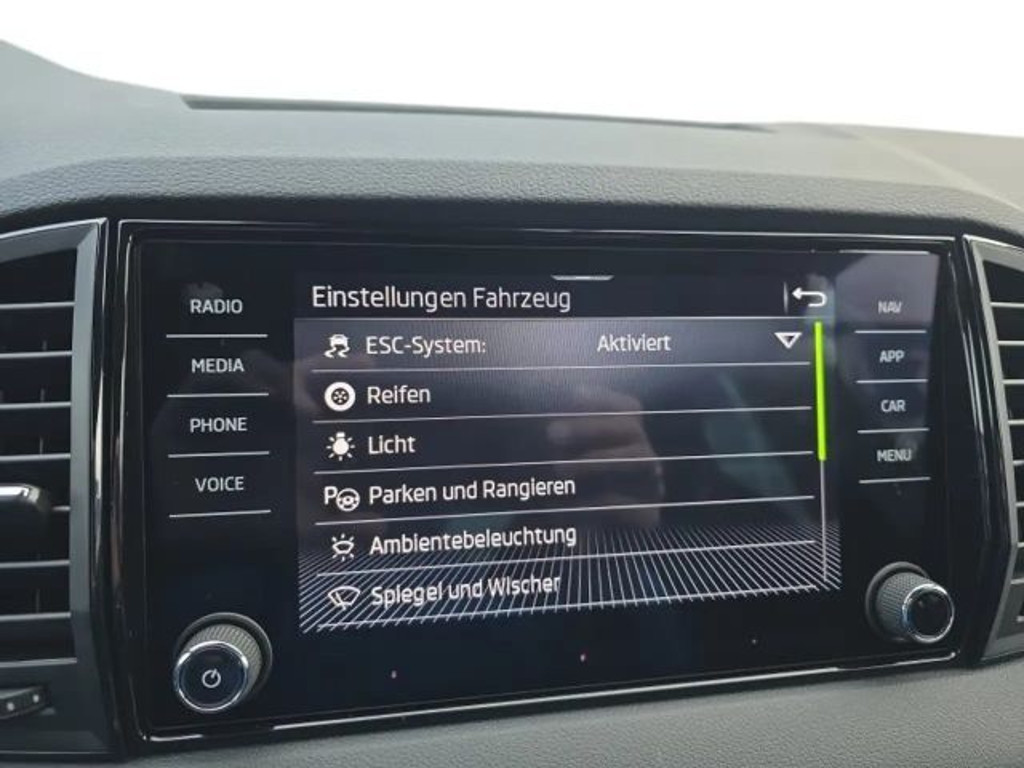 Einstellungen Fahrzeug
RADIO
MEDIA
PHONE
VOICE
ESC-System: Aktiviert
Reifen
Licht
Parken und Rangieren
Ambientebeleuchtung
Spiegel und Wischer
NAV
APP
CAR
MENU